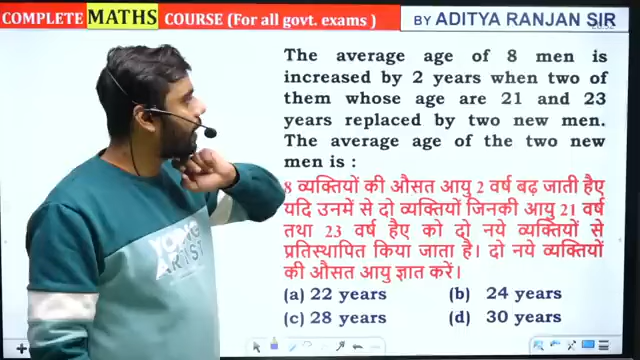 COMPLETE MATHS COURSE (For all govt. exams) BY ADITYA RANJAN SIR
The average age of 8 men is
increased by 2 years when two of
them whose age are 21 and 23
years replaced by two new men.
The average age of the two new
men is :
8 व्यक्तियों की औसत आयु 2 वर्ष बढ़ जाती हैए
यदि उनमें से दो व्यक्तियों जिनकी आयु 21 वर्ष
तथा 23 वर्ष हैए को दो नये व्यक्तियों से
प्रतिस्थापित किया जाता है। दो नये व्यक्तियों
की औसत आयु ज्ञात करें।
(a) 22 years (b) 24 years
(c) 28 years (d) 30 years